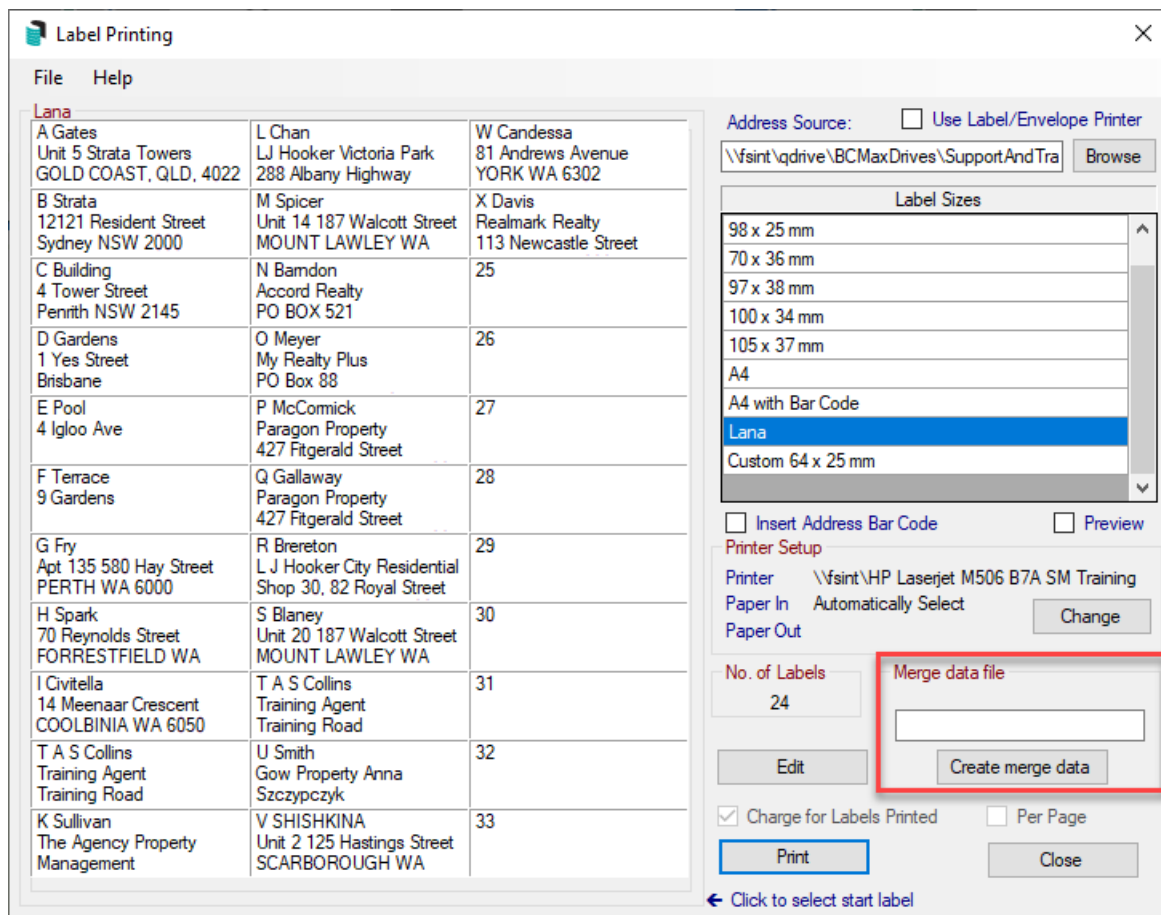 Label Printing
File Help
Lana
A Gates
Unit 5 Strata Towers
GOLD COAST, QLD, 4022
L Chan
LJ Hooker Victoria Park
288 Albany Highway
W Candessa
81 Andrews Avenue
YORK WA 6302
B Strata
12121 Resident Street
Sydney NSW 2000
M Spicer
Unit 14 187 Walcott Street
MOUNT LAWLEY WA
X Davis
Realmark Realty
113 Newcastle Street
C Building
4 Tower Street
Penrith NSW 2145
N Barndon
Accord Realty
PO BOX 521
25
D Gardens
1 Yes Street
Brisbane
O Meyer
My Realty Plus
PO Box 88
26
E Pool
4 Igloo Ave
P McCormick
Paragon Property
427 Fitgerald Street
27
F Terrace
9 Gardens
Q Gallaway
Paragon Property
427 Fitgerald Street
28
G Fry
Apt 135 580 Hay Street
PERTH WA 6000
R Brereton
L J Hooker City Residential
Shop 30, 82 Royal Street
29
H Spark
70 Reynolds Street
FORRESTFIELD WA
S Blaney
Unit 20 187 Walcott Street
MOUNT LAWLEY WA
30
I Civitella
14 Meenaar Crescent
COOLBINIA WA 6050
T A S Collins
Training Agent
Training Road
31
T A S Collins
Training Agent
Training Road
U Smith
Gow Property Anna
Szczypczyk
32
K Sullivan
The Agency Property
Management
V SHISHKINA
Unit 2 125 Hastings Street
SCARBOROUGH WA
33
Address Source: Use Label/Envelope Printer
\\fsint\qdrive\BCMaxDrives\SupportAndTra Browse
Label Sizes
98 x 25 mm
70 x 36 mm
97 x 38 mm
100 x 34 mm
105 x 37 mm
A4
A4 with Bar Code
Lana
Custom 64 x 25 mm
Insert Address Bar Code Preview
Printer Setup
Printer \\fsint\HP Laserjet M506 B7A SM Training
Paper In Automatically Select
Change
Paper Out
No. of Labels
24
Merge data file
Edit
Create merge data
Charge for Labels Printed Per Page
Print
Close
Click to select start label